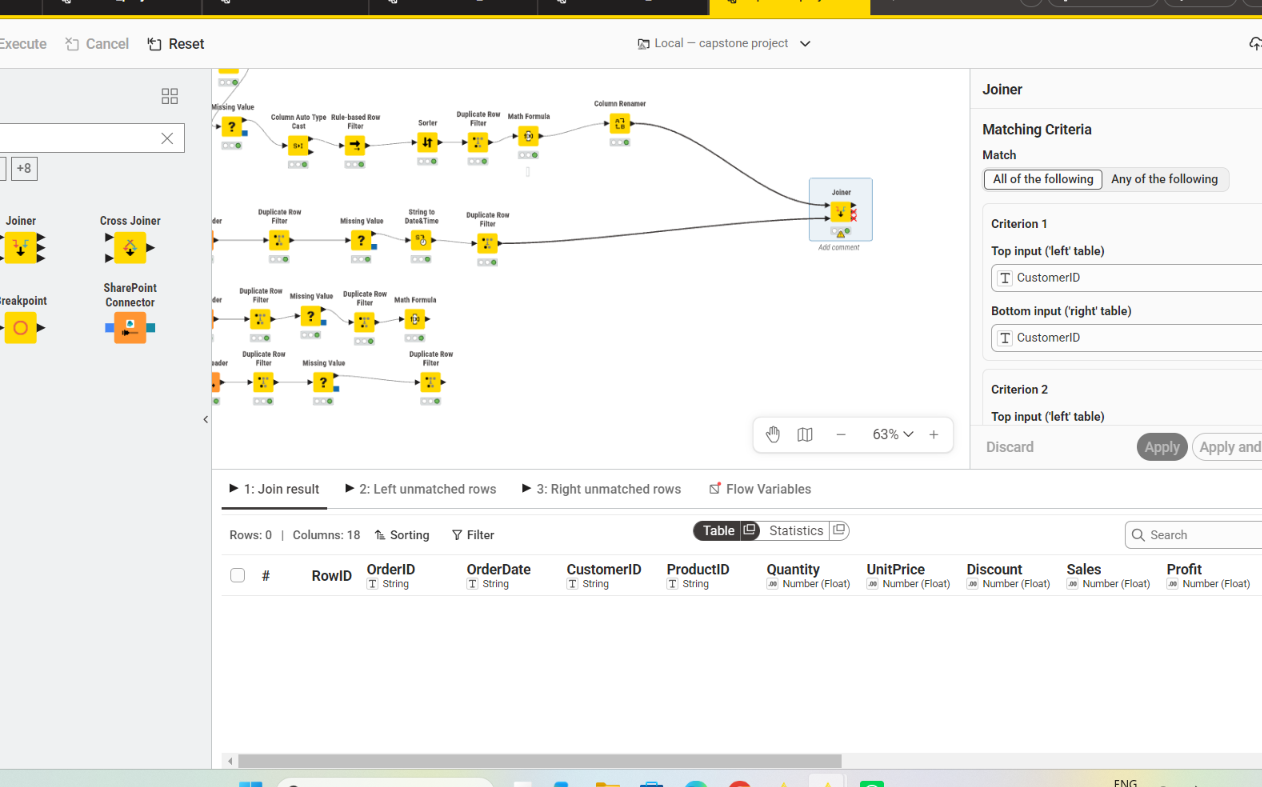 Execute Cancel Reset
Local — capstone project
+8
Joiner Cross Joiner
Breakpoint SharePoint
Connector
Missing Value
Column Auto Type
Cast
Rule-based Row
Filter
Sorter
Duplicate Row
Filter
Math Formula
Column Renamer
Joiner
Add comment
Duplicate Row
Filter
Missing Value
String to
Date&Time
Duplicate Row
Filter
Duplicate Row
Filter
Missing Value
Duplicate Row
Filter
Math Formula
Duplicate Row
Filter
Missing Value
Duplicate Row
Filter
63%
Joiner
Matching Criteria
Match
All of the following Any of the following
Criterion 1
Top input ('left' table)
T CustomerID
Bottom input ('right' table)
T CustomerID
Criterion 2
Top input ('left' table)
Discard Apply Apply and
1: Join result 2: Left unmatched rows 3: Right unmatched rows Flow Variables
Rows: 0 | Columns: 18 Sorting Filter Table Statistics Search
# RowID OrderID OrderDate CustomerID ProductID Quantity UnitPrice Discount Sales Profit
T String T String T String T String .00 Number (Float) .00 Number (Float) .00 Number (Float) .00 Number (Float) .00 Number (Float)
ENG